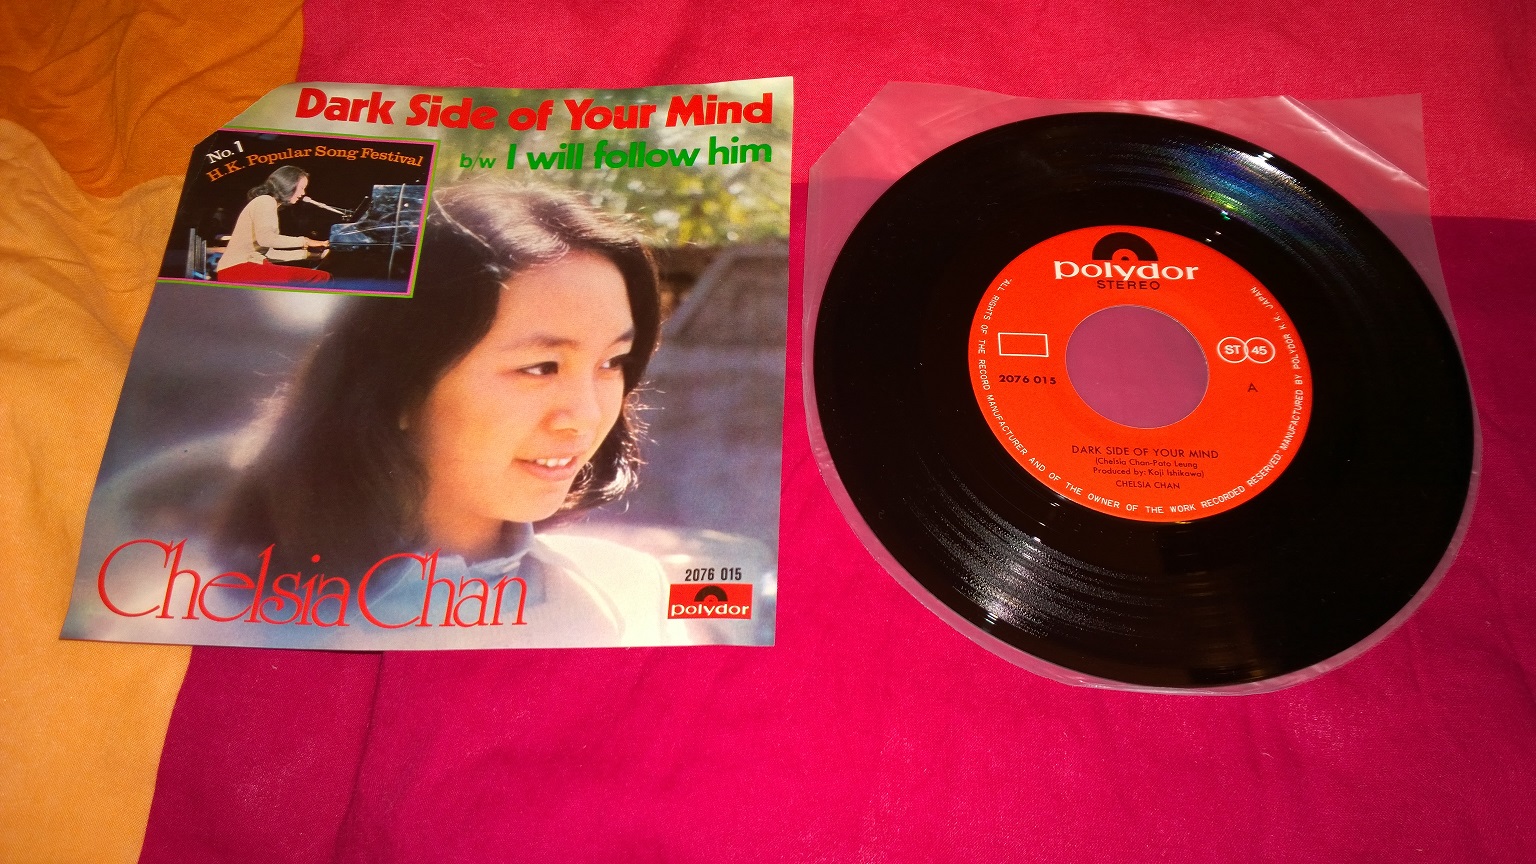 Dark Side of Your Mind
b/w I will follow him
No.1
H.K. Popular Song Festival
Chelsia Chan
2076 015
polydor
polydor
STEREO
ST 45
2076 015
A
DARK SIDE OF YOUR MIND
(Chelsia Chan-Pato Leung
Produced by: Koji Ishikawa)
CHELSIA CHAN
"ALL RIGHTS OF THE RECORD MANUFACTURER AND OF THE OWNER OF THE WORK RECORDED RESERVED" MANUFACTURED BY POLYDOR K.K. JAPAN